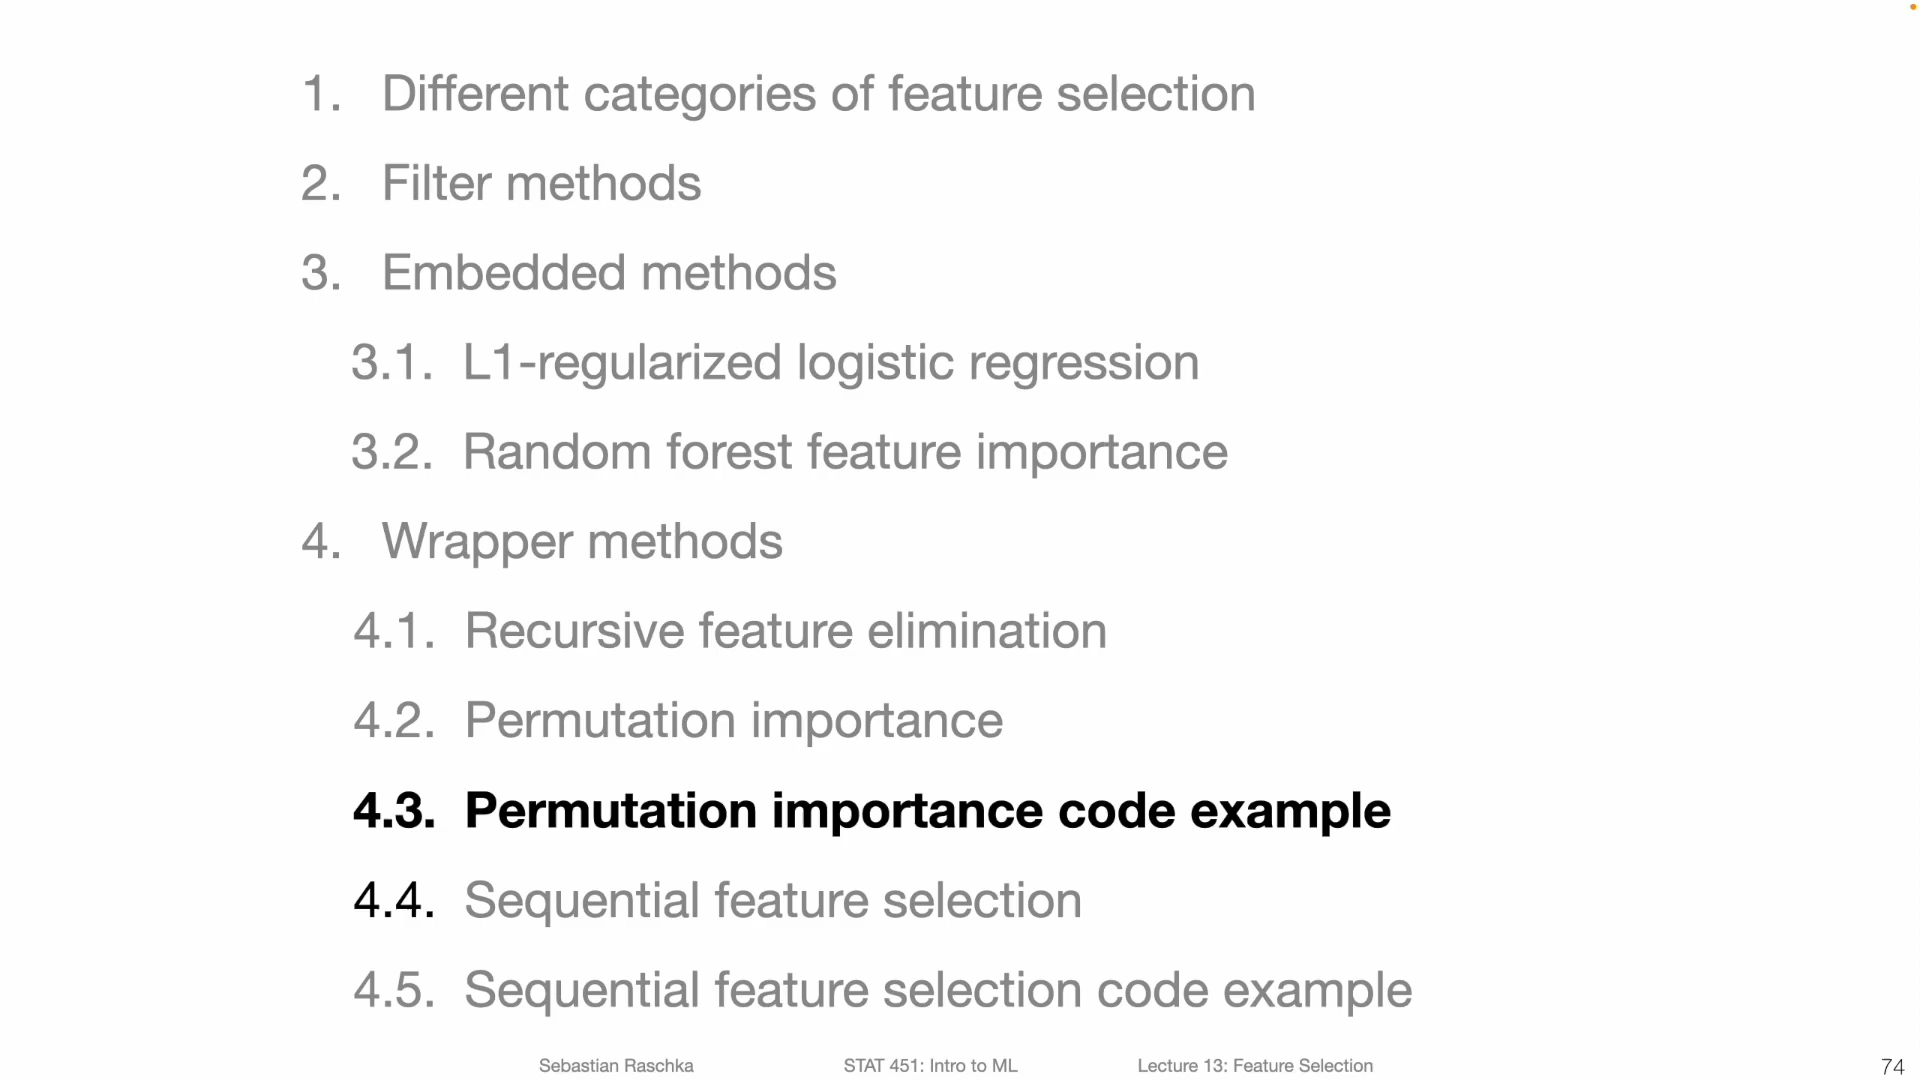 1. Different categories of feature selection
2. Filter methods
3. Embedded methods
3.1. L1-regularized logistic regression
3.2. Random forest feature importance
4. Wrapper methods
4.1. Recursive feature elimination
4.2. Permutation importance
4.3. Permutation importance code example
4.4. Sequential feature selection
4.5. Sequential feature selection code example
Sebastian Raschka STAT 451: Intro to ML Lecture 13: Feature Selection 74